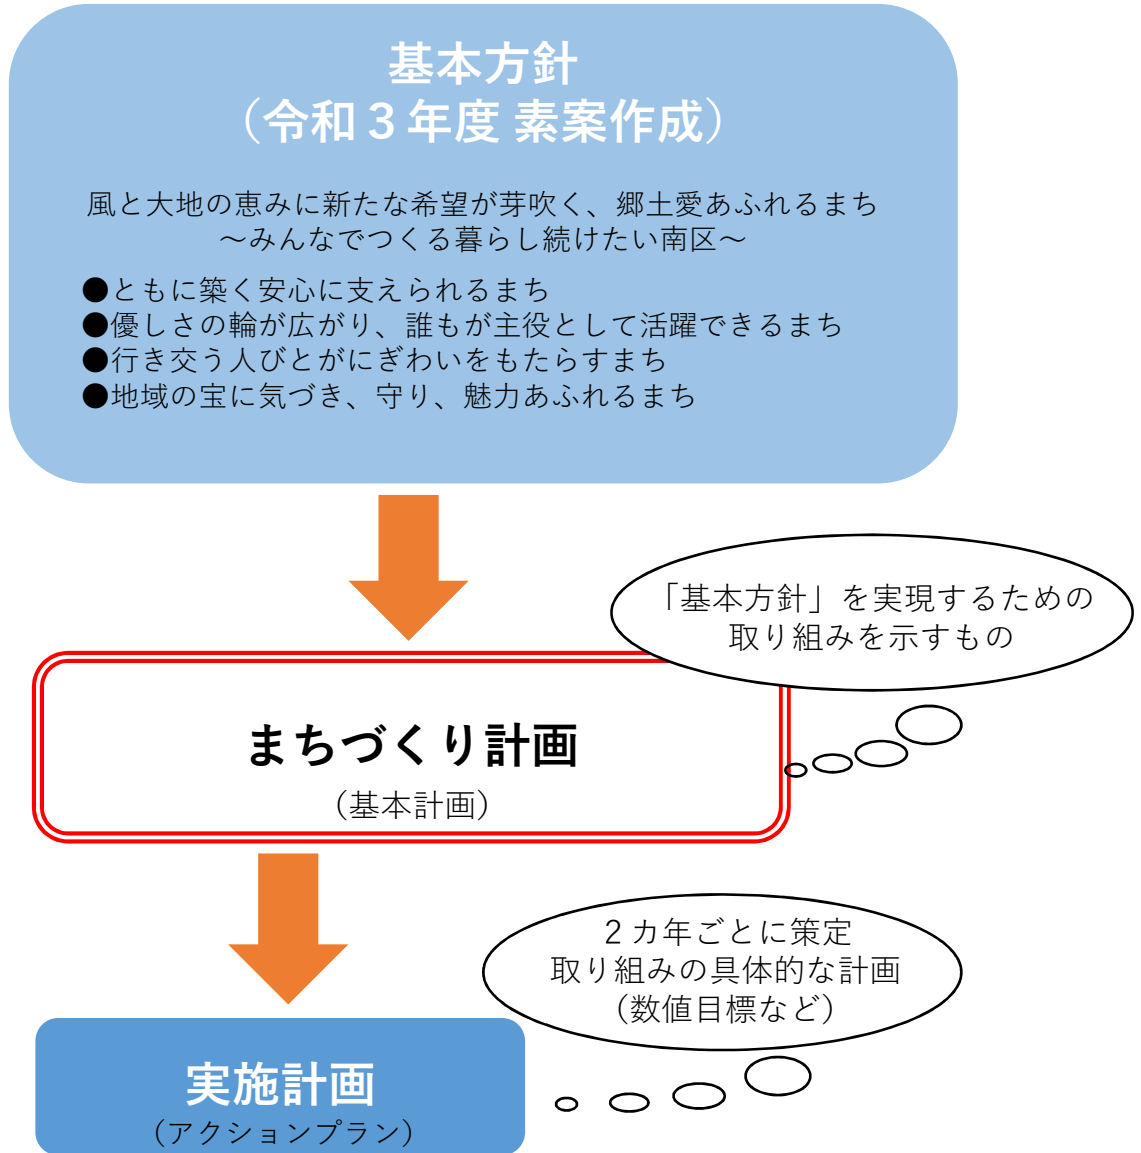 基本方針
（令和３年度 素案作成）
風と大地の恵みに新たな希望が芽吹く、郷土愛あふれるまち
～みんなでつくる暮らし続けたい南区～
●ともに築く安心に支えられるまち
●優しさの輪が広がり、誰もが主役として活躍できるまち
●行き交う人びとがにぎわいをもたらすまち
●地域の宝に気づき、守り、魅力あふれるまち
「基本方針」を実現するための
取り組みを示すもの
まちづくり計画
（基本計画）
２カ年ごとに策定
取り組みの具体的な計画
（数値目標など）
実施計画
（アクションプラン）